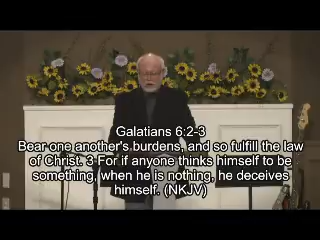 Galatians 6:2-3
Bear one another's burdens, and so fulfill the law
of Christ. 3 For if anyone thinks himself to be
something, when he is nothing, he deceives
himself. (NKJV)